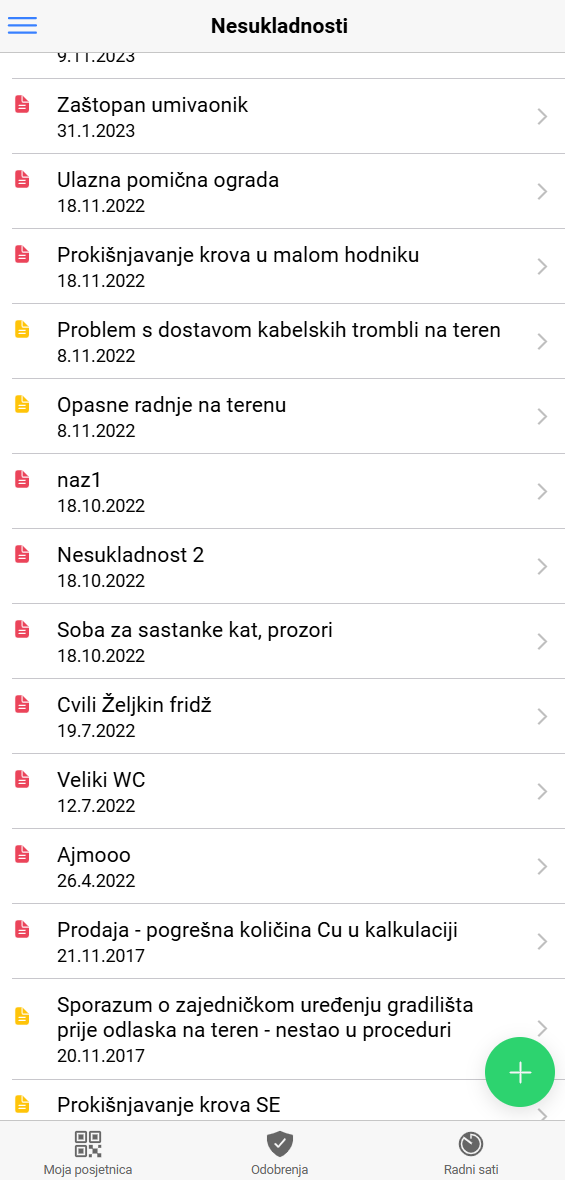 Nesukladnosti
9.11.2023
Zaštopan umivaonik
31.1.2023
Ulazna pomična ograda
18.11.2022
Prokišnjavanje krova u malom hodniku
18.11.2022
Problem s dostavom kabelskih trombli na teren
8.11.2022
Opasne radnje na terenu
8.11.2022
naz1
18.10.2022
Nesukladnost 2
18.10.2022
Soba za sastanke kat, prozori
18.10.2022
Cvili Željkin fridž
19.7.2022
Veliki WC
12.7.2022
Ajmooo
26.4.2022
Prodaja - pogrešna količina Cu u kalkulaciji
21.11.2017
Sporazum o zajedničkom uređenju gradilišta
prije odlaska na teren - nestao u proceduri
20.11.2017
Prokišnjavanje krova SE
Moja posjetnica
Odobrenja
Radni sati